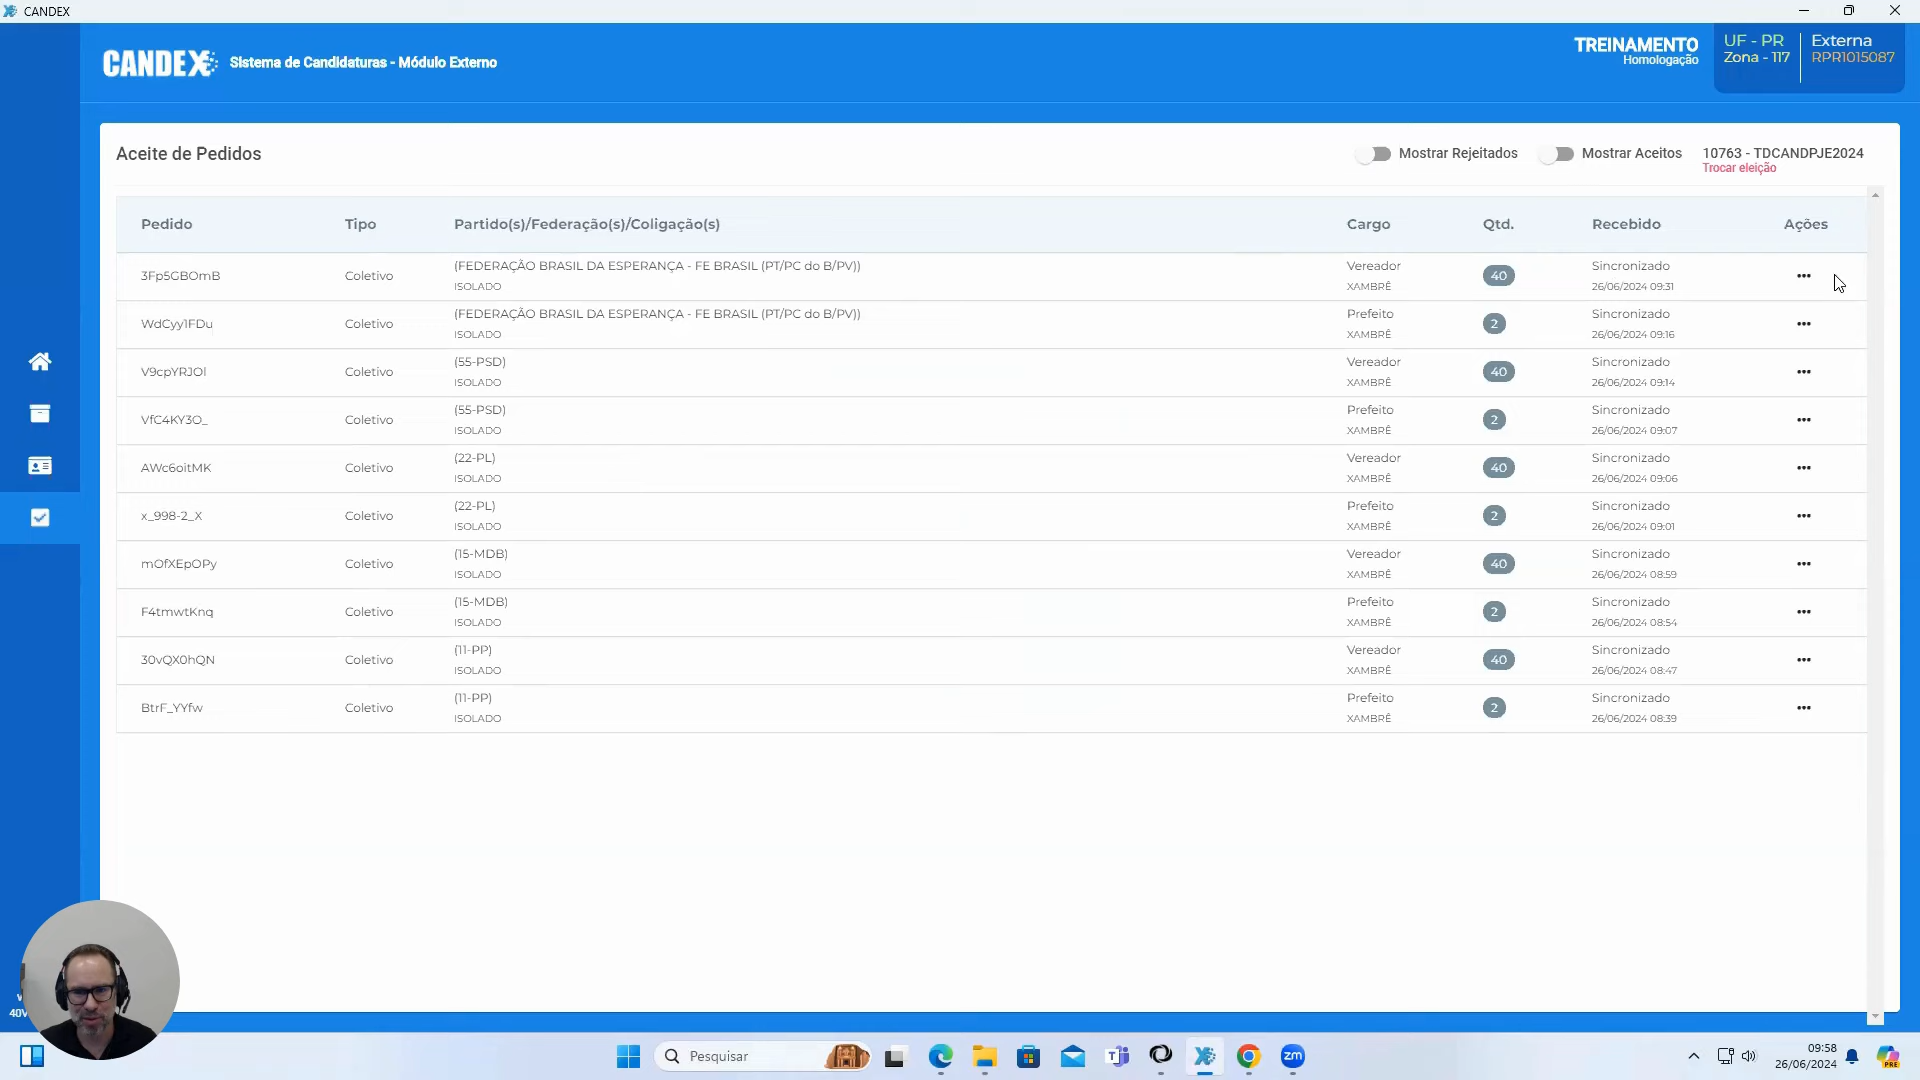 CANDEX
CANDEX Sistema de Candidaturas - Módulo Externo
TREINAMENTO
Homologação
UF - PR
Zona - 117
Externa
RPR1015087
Aceite de Pedidos
Mostrar Rejeitados
Mostrar Aceitos
10763 - TDCANDPJE2024
Trocar eleição
Pedido Tipo Partido(s)/Federação(s)/Coligação(s) Cargo Qtd. Recebido Ações
3Fp5GBOmB Coletivo (FEDERAÇÃO BRASIL DA ESPERANÇA - FE BRASIL (PT/PC do B/PV)) Vereador 40 Sincronizado •••
ISOLADO XAMBRÊ 26/06/2024 09:31
WdCyy1FDu Coletivo (FEDERAÇÃO BRASIL DA ESPERANÇA - FE BRASIL (PT/PC do B/PV)) Prefeito 2 Sincronizado •••
ISOLADO XAMBRÊ 26/06/2024 09:16
V9cpYRJOl Coletivo (55-PSD) Vereador 40 Sincronizado •••
ISOLADO XAMBRÊ 26/06/2024 09:14
VfC4KY3O_ Coletivo (55-PSD) Prefeito 2 Sincronizado •••
ISOLADO XAMBRÊ 26/06/2024 09:07
AWc6oitMK Coletivo (22-PL) Vereador 40 Sincronizado •••
ISOLADO XAMBRÊ 26/06/2024 09:06
x_998-2_X Coletivo (22-PL) Prefeito 2 Sincronizado •••
ISOLADO XAMBRÊ 26/06/2024 09:01
mOfXEpOPy Coletivo (15-MDB) Vereador 40 Sincronizado •••
ISOLADO XAMBRÊ 26/06/2024 08:59
F4tmwtKnq Coletivo (15-MDB) Prefeito 2 Sincronizado •••
ISOLADO XAMBRÊ 26/06/2024 08:54
30vQX0hQN Coletivo (11-PP) Vereador 40 Sincronizado •••
ISOLADO XAMBRÊ 26/06/2024 08:47
BtrF_YYfw Coletivo (11-PP) Prefeito 2 Sincronizado •••
ISOLADO XAMBRÊ 26/06/2024 08:39
Pesquisar
zm
09:58
26/06/2024
PRE